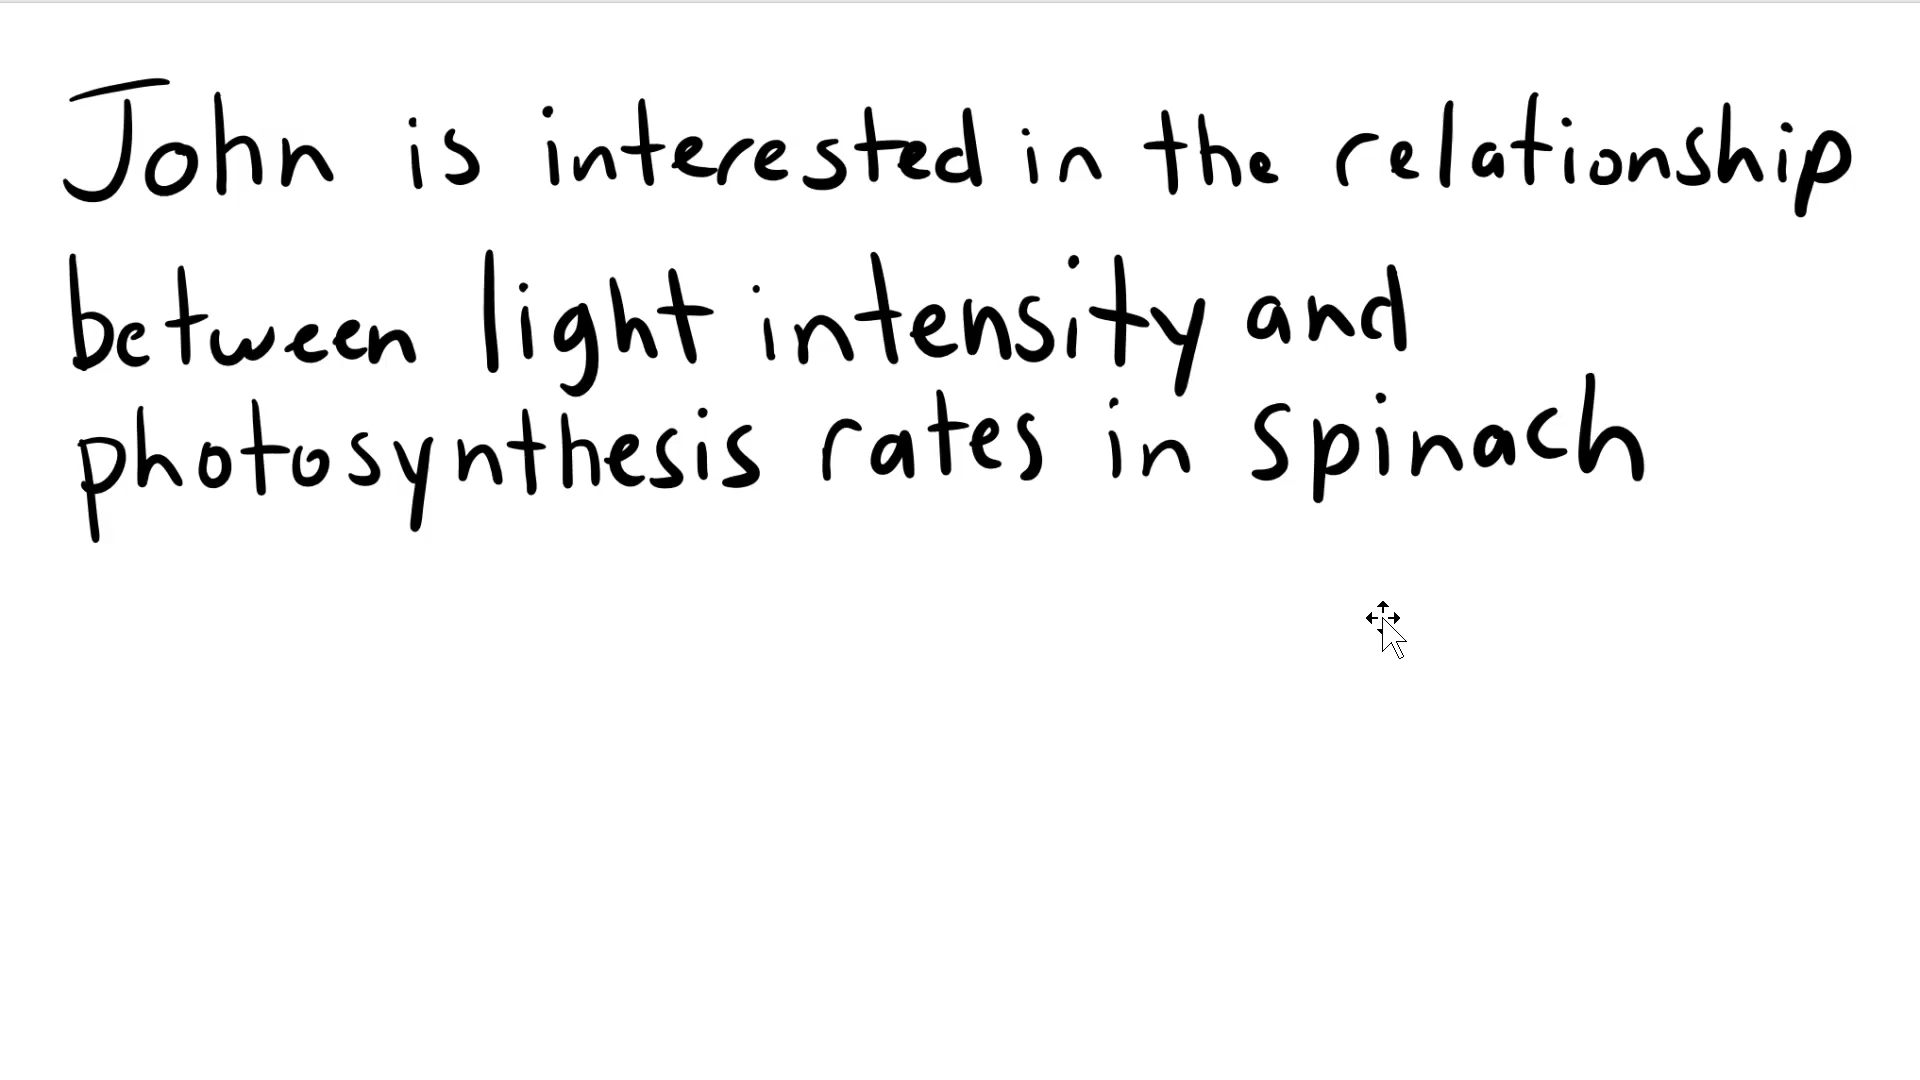 John is interested in the relationship
between light intensity and
photosynthesis rates in spinach